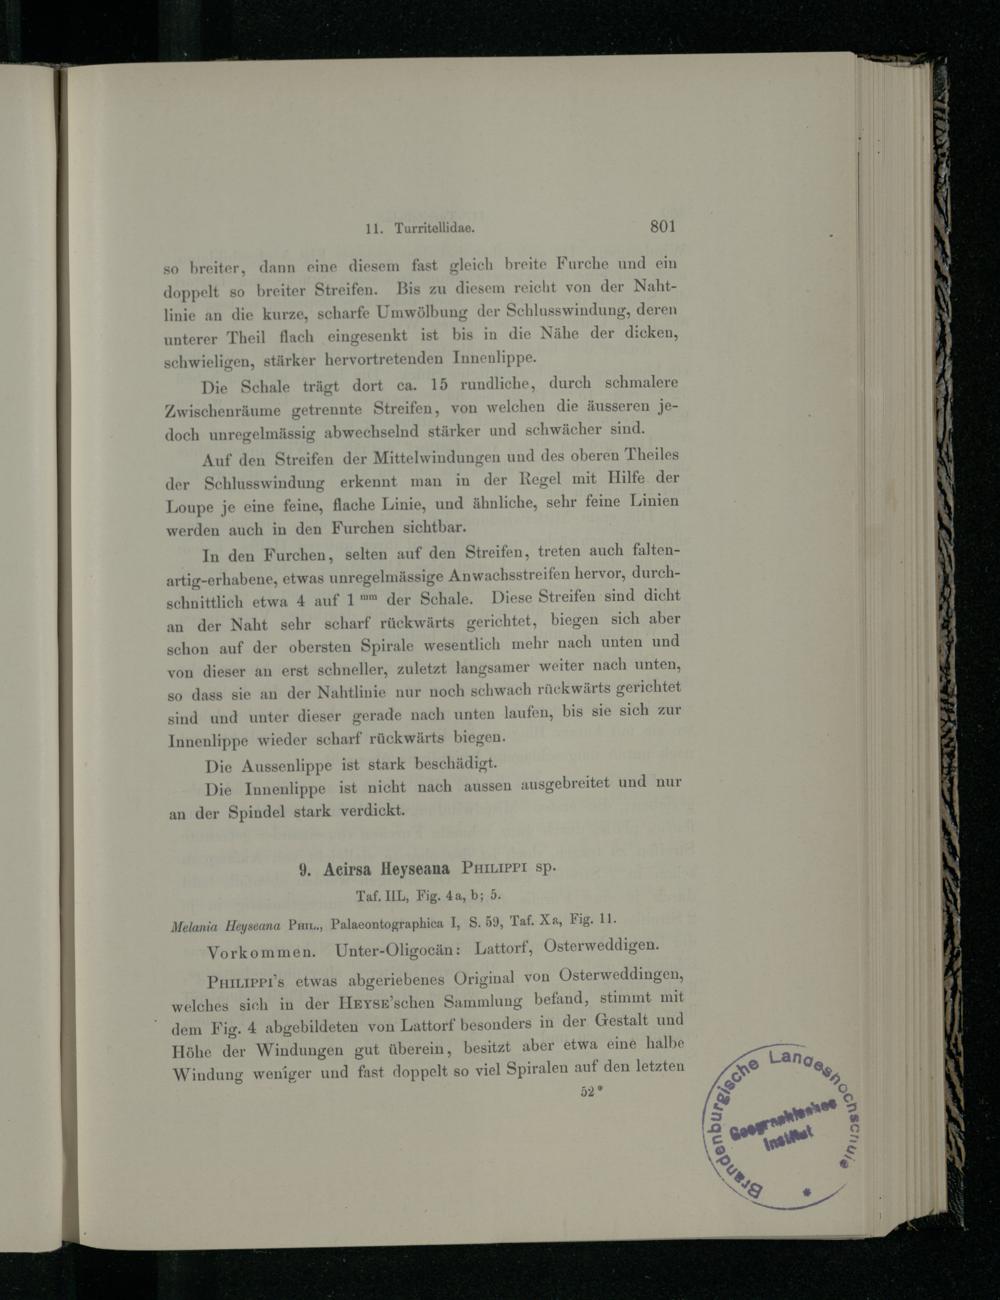 11. Turritellidae. 801
so breiter, dann eine diesem fast gleich breite Furche und ein
doppelt so breiter Streifen. Bis zu diesem reicht von der Naht-
linie an die kurze, scharfe Umwölbung der Schlusswindung, deren
unterer Theil flach eingesenkt ist bis in die Nähe der dicken,
schwieligen, stärker hervortretenden Innenlippe.
Die Schale trägt dort ca. 15 rundliche, durch schmalere
Zwischenräume getrennte Streifen, von welchen die äusseren je-
doch unregelmässig abwechselnd stärker und schwächer sind.
Auf den Streifen der Mittelwindungen und des oberen Theiles
der Schlusswindung erkennt man in der Regel mit Hilfe der
Loupe je eine feine, flache Linie, und ähnliche, sehr feine Linien
werden auch in den Furchen sichtbar.
In den Furchen, selten auf den Streifen, treten auch falten-
artig-erhabene, etwas unregelmässige Anwachsstreifen hervor, durch-
schnittlich etwa 4 auf 1 mm der Schale. Diese Streifen sind dicht
an der Naht sehr scharf rückwärts gerichtet, biegen sich aber
schon auf der obersten Spirale wesentlich mehr nach unten und
von dieser an erst schneller, zuletzt langsamer weiter nach unten,
so dass sie an der Nahtlinie nur noch schwach rückwärts gerichtet
sind und unter dieser gerade nach unten laufen, bis sie sich zur
Innenlippe wieder scharf rückwärts biegen.
Die Aussenlippe ist stark beschädigt.
Die Innenlippe ist nicht nach aussen ausgebreitet und nur
an der Spindel stark verdickt.
9. Acirsa Heyseana PHILIPPI sp.
Taf. IIL, Fig. 4a, b; 5.
Melania Heyseana PHIL., Palaeontographica I, S. 59, Taf. Xa, Fig. 11.
Vorkommen. Unter-Oligocän: Lattorf, Osterweddigen.
PHILIPPI's etwas abgeriebenes Original von Osterweddingen,
welches sich in der HEYSE'schen Sammlung befand, stimmt mit
dem Fig. 4 abgebildeten von Lattorf besonders in der Gestalt und
Höhe der Windungen gut überein, besitzt aber etwa eine halbe
Windung weniger und fast doppelt so viel Spiralen auf den letzten
52*
Brandenburgische Landeshochschule
Geographisches
Institut
*